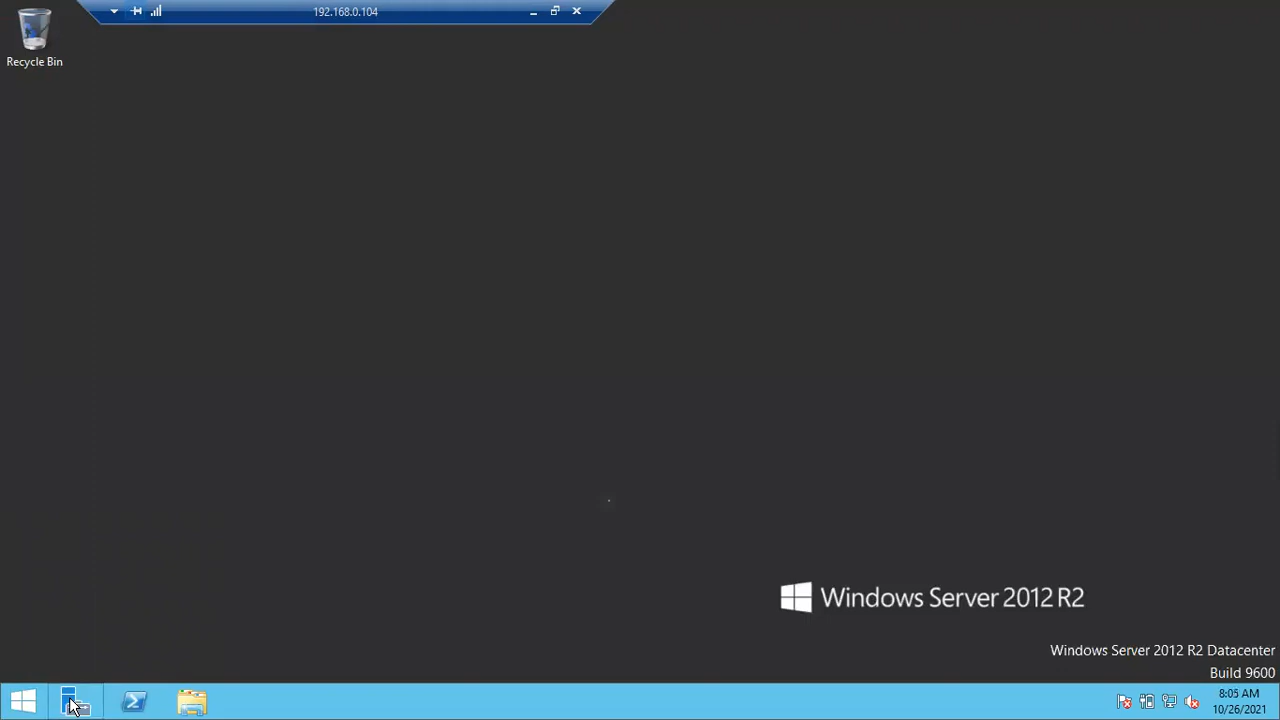 192.168.0.104
Recycle Bin
Windows Server 2012 R2
Windows Server 2012 R2 Datacenter
Build 9600
8:05 AM
10/26/2021